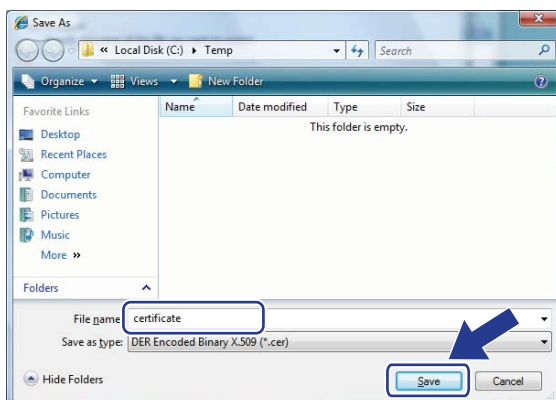 Save As
« Local Disk (C:) ▸ Temp
Search
Organize Views New Folder
Favorite Links
Desktop
Recent Places
Computer
Documents
Pictures
Music
More »
Folders
Name Date modified Type Size
This folder is empty.
File name: certificate
Save as type: DER Encoded Binary X.509 (*.cer)
Hide Folders
Save Cancel